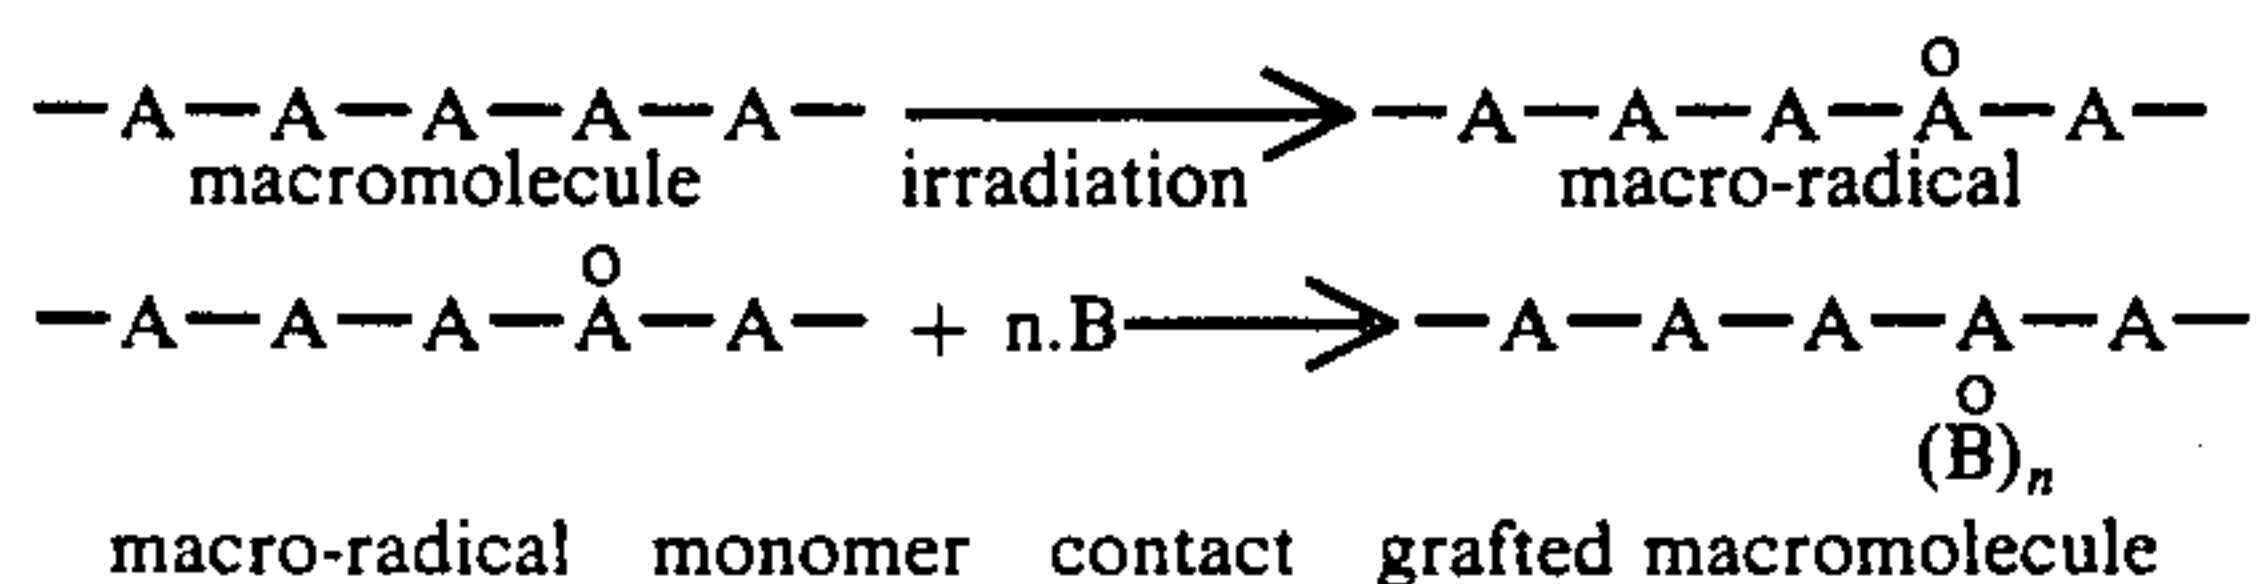 O
—A—A—A—A—A— ⟶ —A—A—A—A—A—
macromolecule irradiation macro-radical
O
—A—A—A—A—A— + n.B ⟶ —A—A—A—A—A—
O
(B)n
macro-radical monomer contact grafted macromolecule